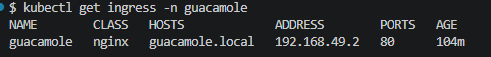 $ kubectl get ingress -n guacamole
NAME CLASS HOSTS ADDRESS PORTS AGE
guacamole nginx guacamole.local 192.168.49.2 80 104m